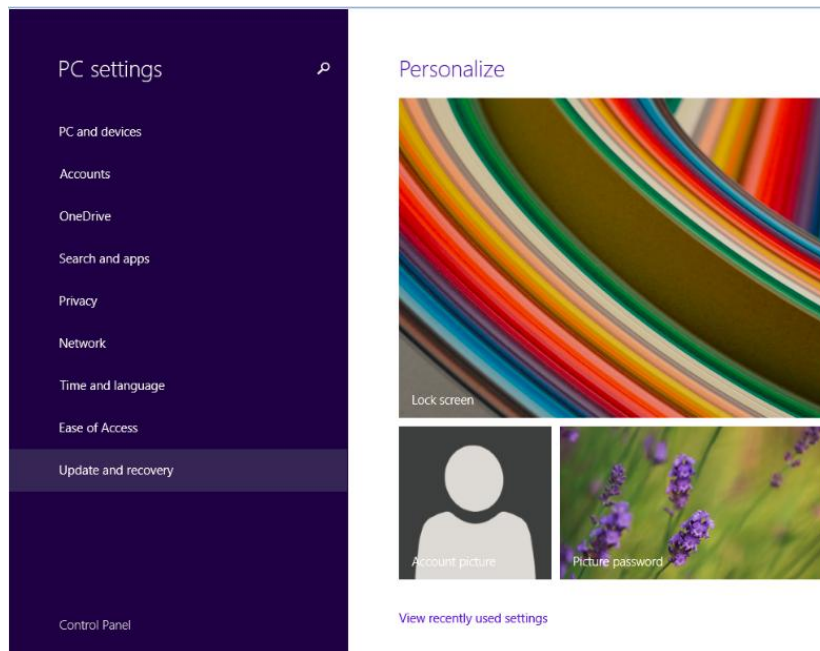 PC settings
PC and devices
Accounts
OneDrive
Search and apps
Privacy
Network
Time and language
Ease of Access
Update and recovery
Control Panel
Personalize
Lock screen
Account picture
Picture password
View recently used settings